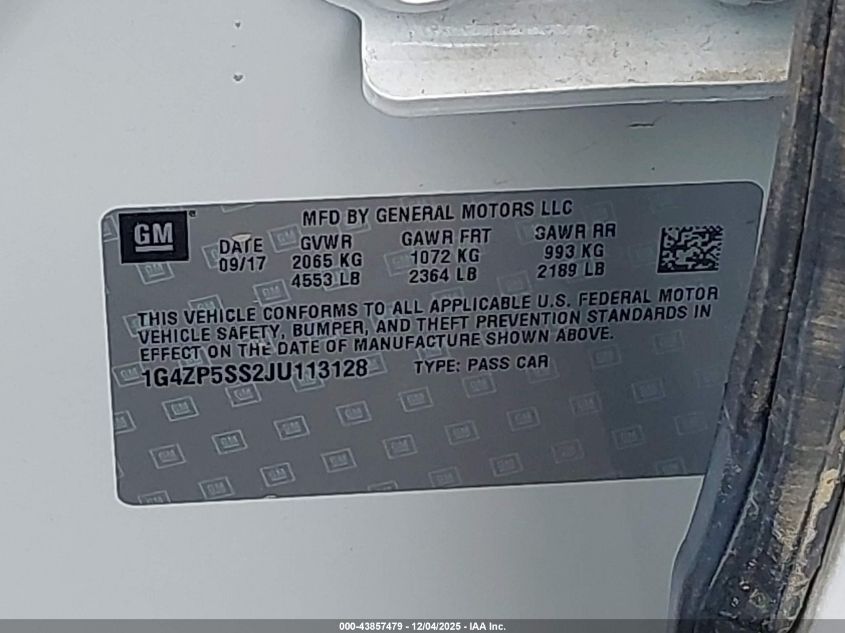 MFD BY GENERAL MOTORS LLC
GM ®
DATE GVWR GAWR FRT GAWR RR
09/17 2065 KG 1072 KG 993 KG
4553 LB 2364 LB 2189 LB
THIS VEHICLE CONFORMS TO ALL APPLICABLE U.S. FEDERAL MOTOR
VEHICLE SAFETY, BUMPER, AND THEFT PREVENTION STANDARDS IN
EFFECT ON THE DATE OF MANUFACTURE SHOWN ABOVE.
1G4ZP5SS2JU113128 TYPE: PASS CAR
000-43857479 - 12/04/2025 - IAA Inc.